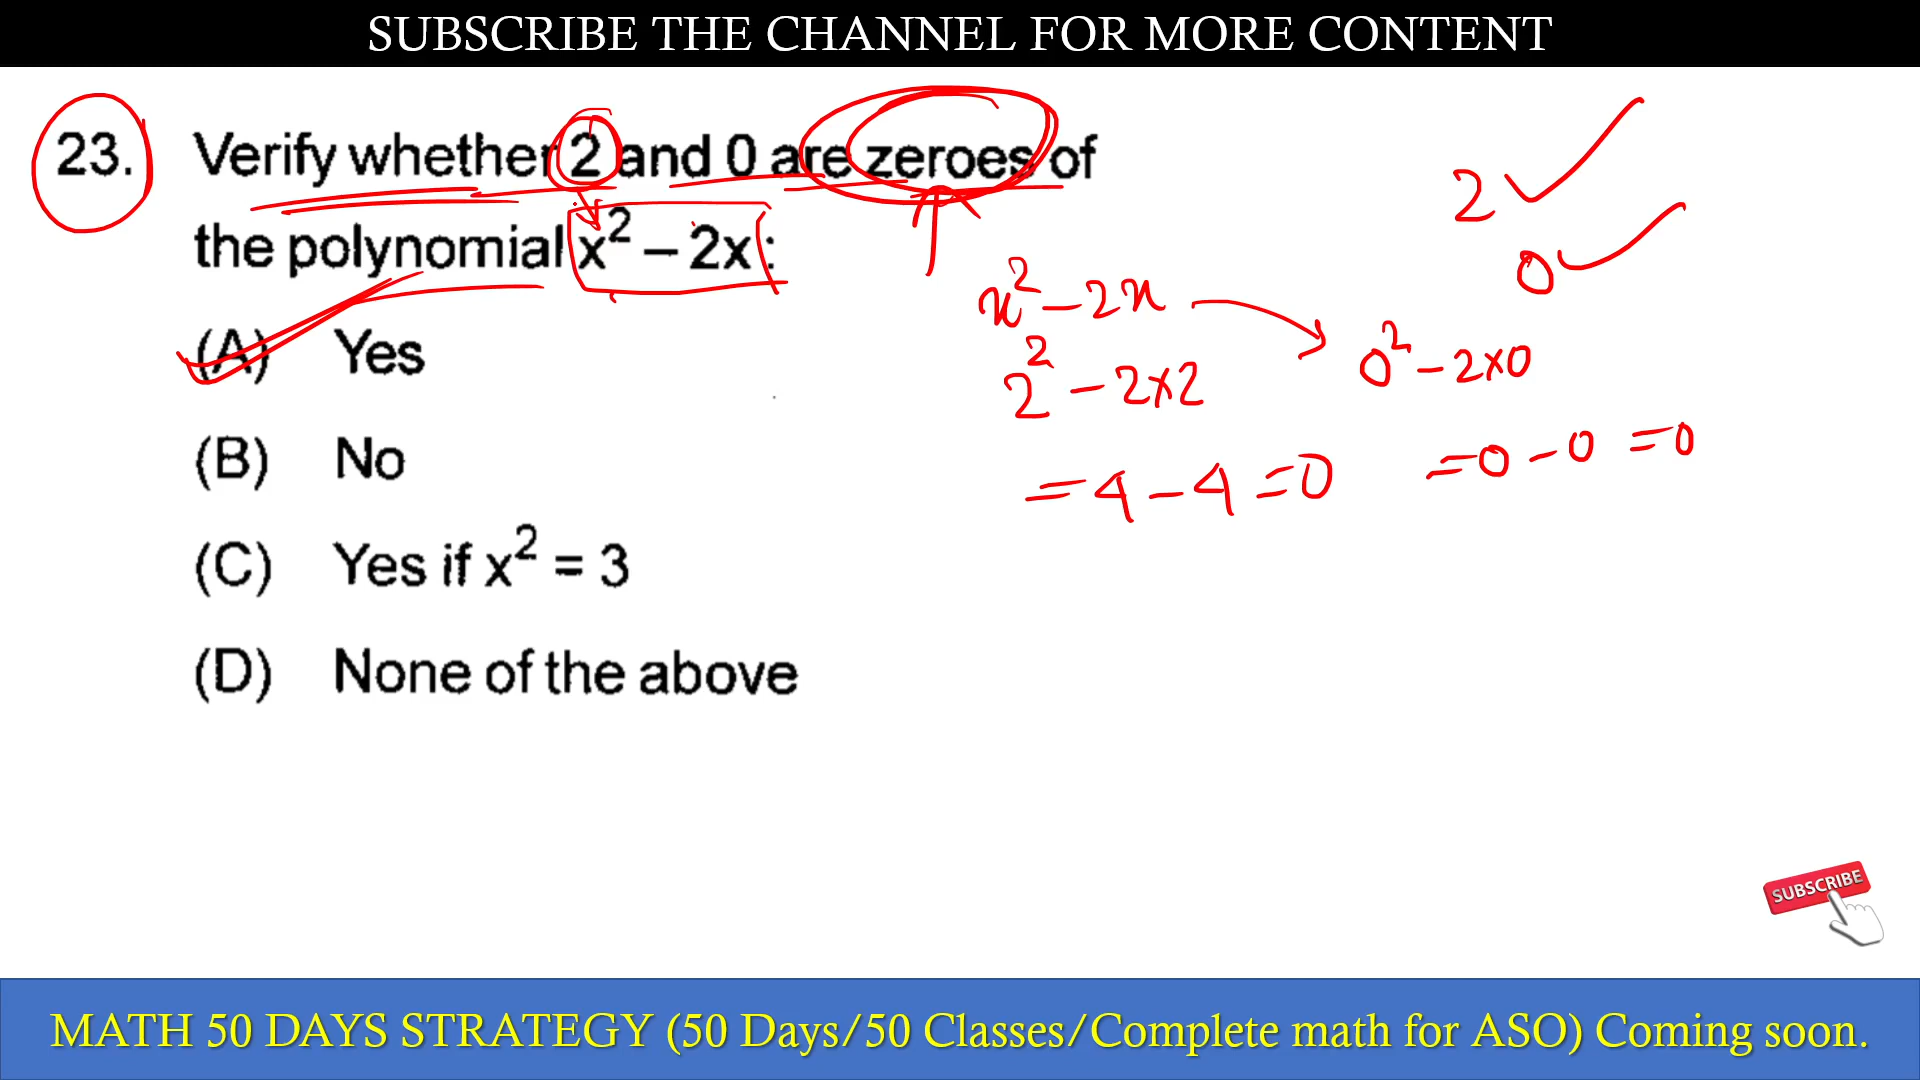 SUBSCRIBE THE CHANNEL FOR MORE CONTENT
23. Verify whether 2 and 0 are zeroes of
the polynomial x² – 2x :
(A) Yes
(B) No
(C) Yes if x² = 3
(D) None of the above
2
0
x² – 2x
2² – 2×2
= 4 – 4 = 0
0² – 2×0
= 0 – 0 = 0
SUBSCRIBE
MATH 50 DAYS STRATEGY (50 Days/50 Classes/Complete math for ASO) Coming soon.